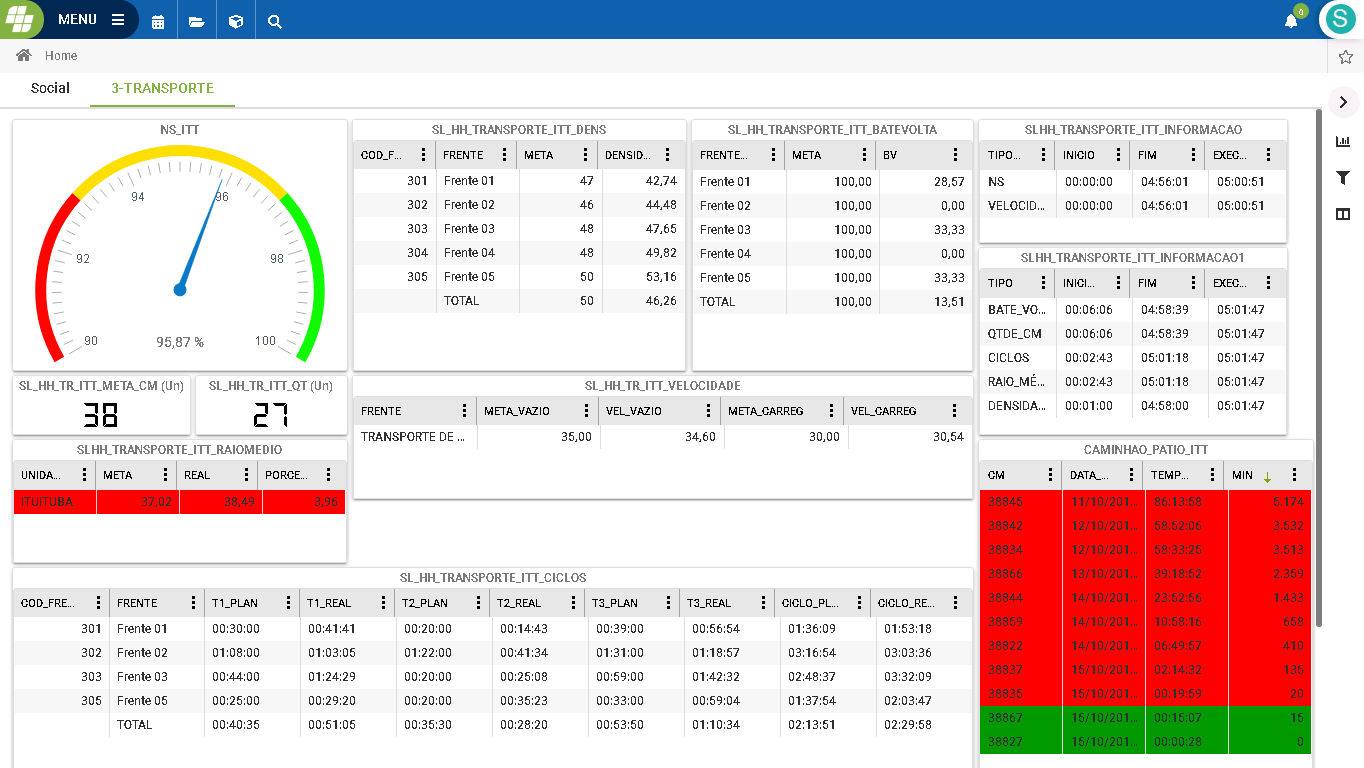 MENU
0
S
Home
Social
3-TRANSPORTE
NS_ITT
90
92
94
96
98
100
95,87 %
SL_HH_TRANSPORTE_ITT_DENS
COD_F... FRENTE META DENSID...
301 Frente 01 47 42,74
302 Frente 02 46 44,48
303 Frente 03 48 47,65
304 Frente 04 48 49,82
305 Frente 05 50 53,16
TOTAL 50 46,26
SL_HH_TRANSPORTE_ITT_BATEVOLTA
FRENTE... META BV
Frente 01 100,00 28,57
Frente 02 100,00 0,00
Frente 03 100,00 33,33
Frente 04 100,00 0,00
Frente 05 100,00 33,33
TOTAL 100,00 13,51
SLHH_TRANSPORTE_ITT_INFORMACAO
TIPO... INICIO FIM EXEC...
NS 00:00:00 04:56:01 05:00:51
VELOCID... 00:00:00 04:56:01 05:00:51
SLHH_TRANSPORTE_ITT_INFORMACAO1
TIPO INICI... FIM EXEC...
BATE_VO... 00:06:06 04:58:39 05:01:47
QTDE_CM 00:06:06 04:58:39 05:01:47
CICLOS 00:02:43 05:01:18 05:01:47
RAIO_MÉ... 00:02:43 05:01:18 05:01:47
DENSIDA... 00:01:00 04:58:00 05:01:47
SL_HH_TR_ITT_META_CM (Un)
38
SL_HH_TR_ITT_QT (Un)
27
SL_HH_TR_ITT_VELOCIDADE
FRENTE META_VAZIO VEL_VAZIO META_CARREG VEL_CARREG
TRANSPORTE DE ... 35,00 34,60 30,00 30,54
SLHH_TRANSPORTE_ITT_RAIOMEDIO
UNIDA... META REAL PORCE...
ITUITUBA 37,02 38,49 3,96
CAMINHAO_PATIO_ITT
CM DATA_... TEMP... MIN
38845 11/10/201... 86:13:58 5.174
38842 12/10/201... 58:52:06 3.532
38834 12/10/201... 58:33:25 3.513
38866 13/10/201... 39:18:52 2.359
38844 14/10/201... 23:52:56 1.433
38859 14/10/201... 10:58:16 658
38822 14/10/201... 06:49:57 410
38837 15/10/201... 02:14:32 135
38835 15/10/201... 00:19:59 20
38867 15/10/201... 00:15:07 15
38827 15/10/201... 00:00:28 0
SL_HH_TRANSPORTE_ITT_CICLOS
COD_FRE... FRENTE T1_PLAN T1_REAL T2_PLAN T2_REAL T3_PLAN T3_REAL CICLO_PL... CICLO_RE...
301 Frente 01 00:30:00 00:41:41 00:20:00 00:14:43 00:39:00 00:56:54 01:36:09 01:53:18
302 Frente 02 01:08:00 01:03:05 01:22:00 00:41:34 01:31:00 01:18:57 03:16:54 03:03:36
303 Frente 03 00:44:00 01:24:29 00:20:00 00:25:08 00:59:00 01:42:32 02:48:37 03:32:09
305 Frente 05 00:25:00 00:29:20 00:20:00 00:35:23 00:33:00 00:59:04 01:37:54 02:03:47
TOTAL 00:40:35 00:51:05 00:35:30 00:28:20 00:53:50 01:10:34 02:13:51 02:29:58